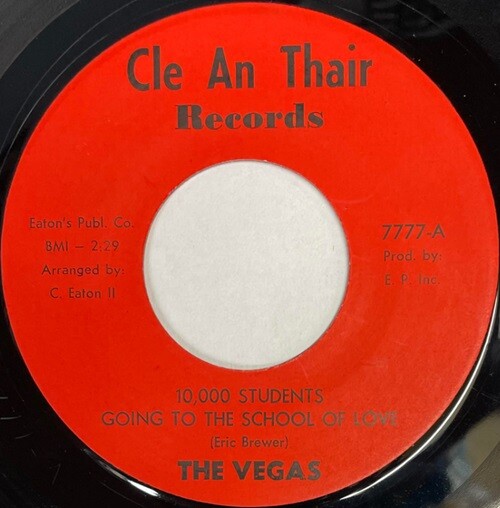 Cle An Thair
Records
Eaton's Publ. Co.
BMI – 2:29
Arranged by:
C. Eaton II
7777-A
Prod. by:
E. P. Inc.
10,000 STUDENTS
GOING TO THE SCHOOL OF LOVE
(Eric Brewer)
THE VEGAS